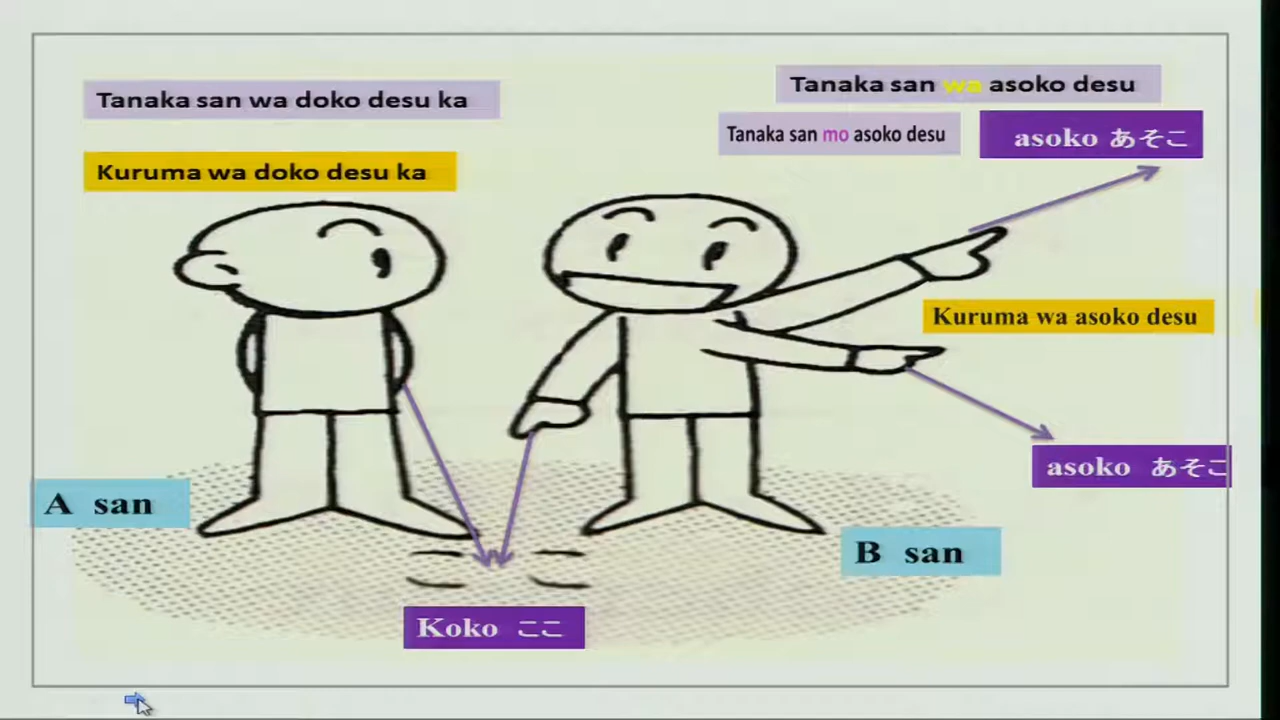 Tanaka san wa doko desu ka
Tanaka san wa asoko desu
Tanaka san mo asoko desu
asoko あそこ
Kuruma wa doko desu ka
Kuruma wa asoko desu
asoko あそこ
A san
B san
Koko ここ